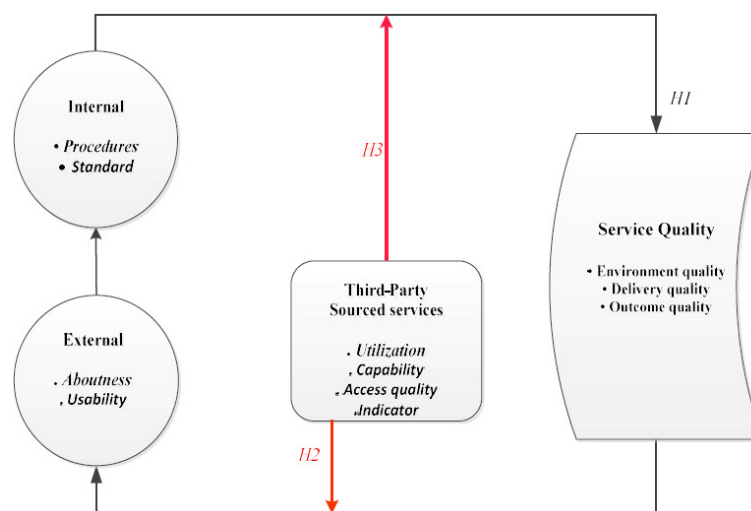 Internal
• Procedures
• Standard
H1
H3
Service Quality
• Environment quality
• Delivery quality
• Outcome quality
Third-Party
Sourced services
. Utilization
. Capability
. Access quality
. Indicator
External
. Aboutness
. Usability
H2